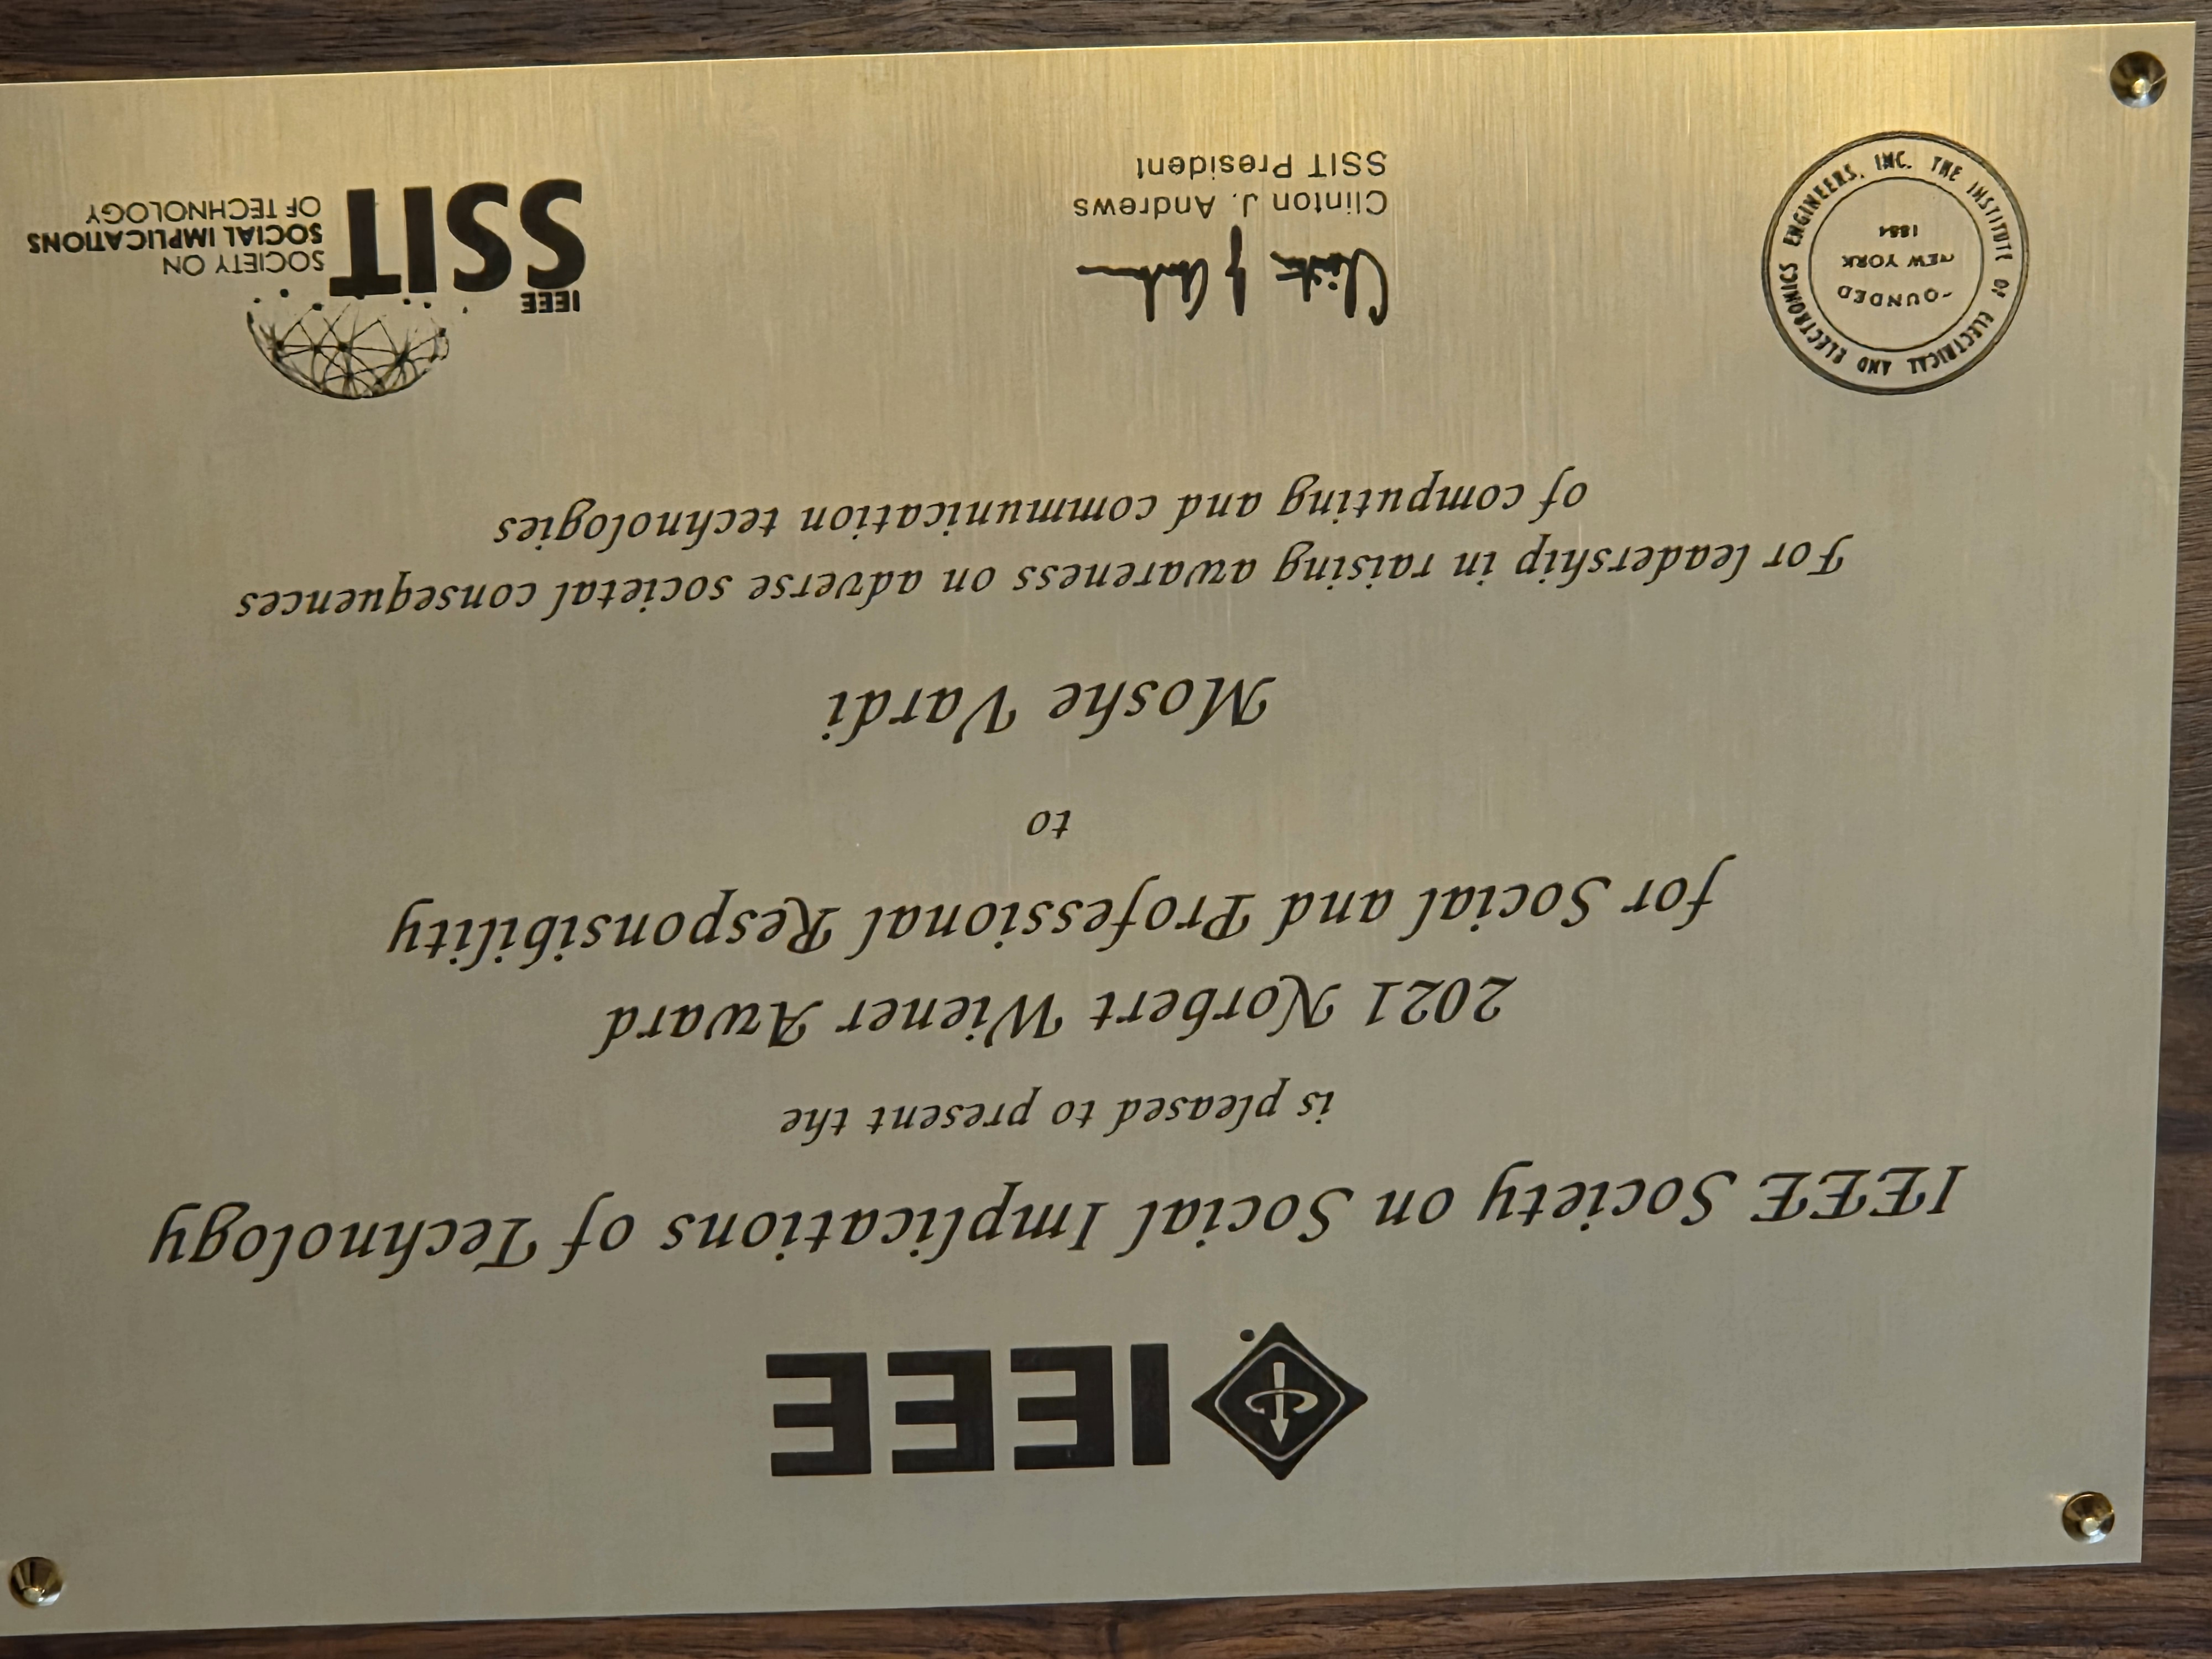 IEEE
IEEE Society on Social Implications of Technology
is pleased to present the
2021 Norbert Wiener Award
for Social and Professional Responsibility
to
Moshe Vardi
For leadership in raising awareness on adverse societal consequences
of computing and communication technologies
THE INSTITUTE OF ELECTRICAL AND ELECTRONICS ENGINEERS, INC.
FOUNDED
NEW YORK
1884
Clinton J. Andrews
SSIT President
IEEE
SSIT
SOCIETY ON
SOCIAL IMPLICATIONS
OF TECHNOLOGY